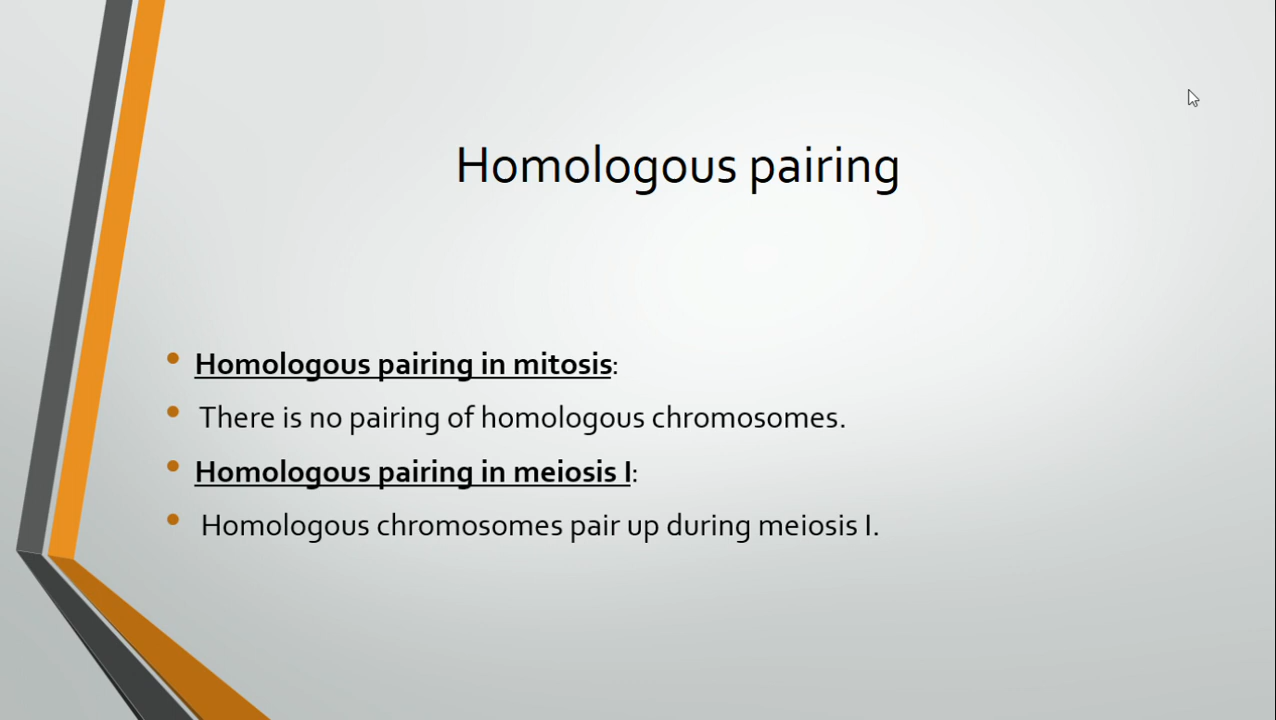 Homologous pairing
• Homologous pairing in mitosis:
• There is no pairing of homologous chromosomes.
• Homologous pairing in meiosis I:
• Homologous chromosomes pair up during meiosis I.